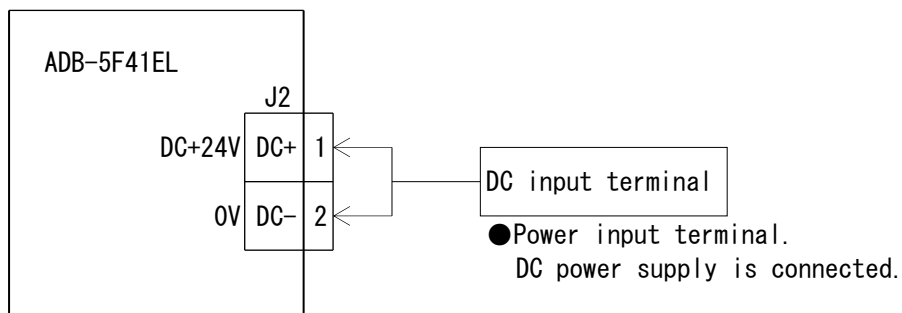 ADB-5F41EL
J2
DC+24V DC+ 1
0V DC- 2
DC input terminal
●Power input terminal.
DC power supply is connected.